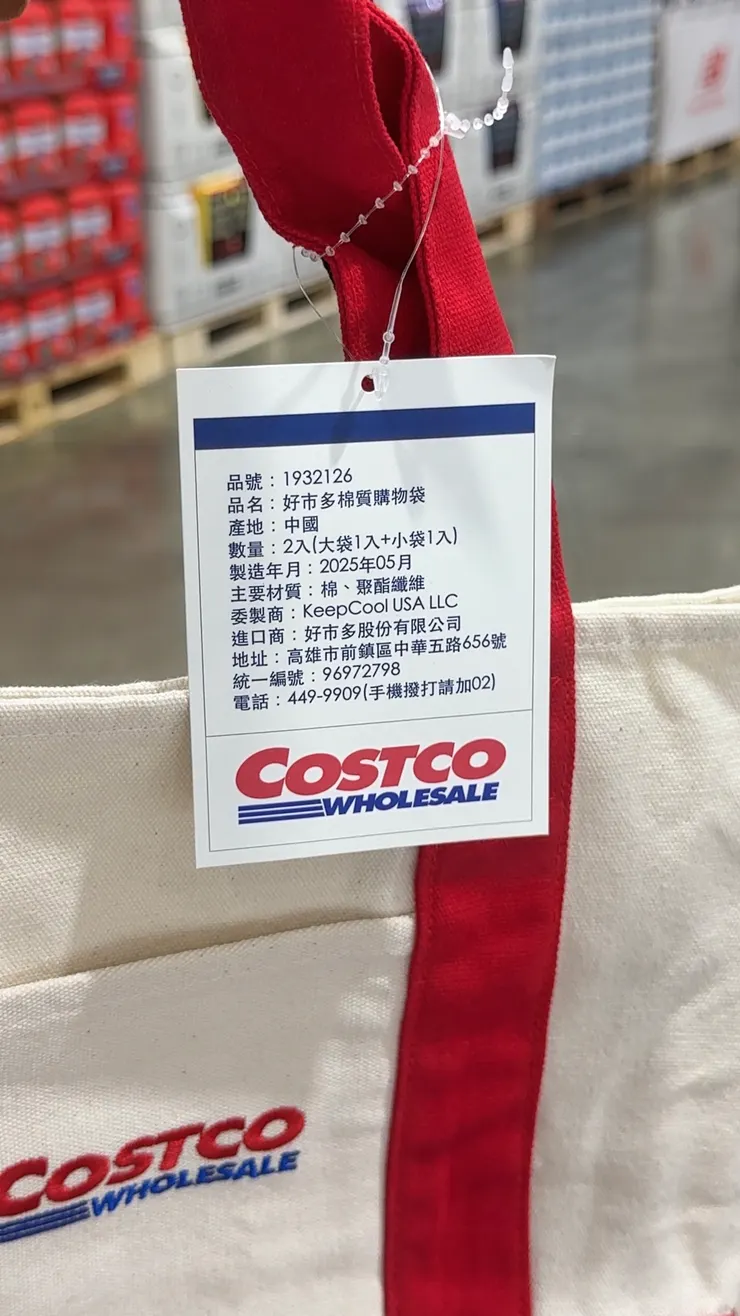 品號：1932126
品名：好市多棉質購物袋
產地：中國
數量：2入(大袋1入+小袋1入)
製造年月：2025年05月
主要材質：棉、聚酯纖維
委製商：KeepCool USA LLC
進口商：好市多股份有限公司
地址：高雄市前鎮區中華五路656號
統一編號：96972798
電話：449-9909(手機撥打請加02)
COSTCO
WHOLESALE
COSTCO
WHOLESALE